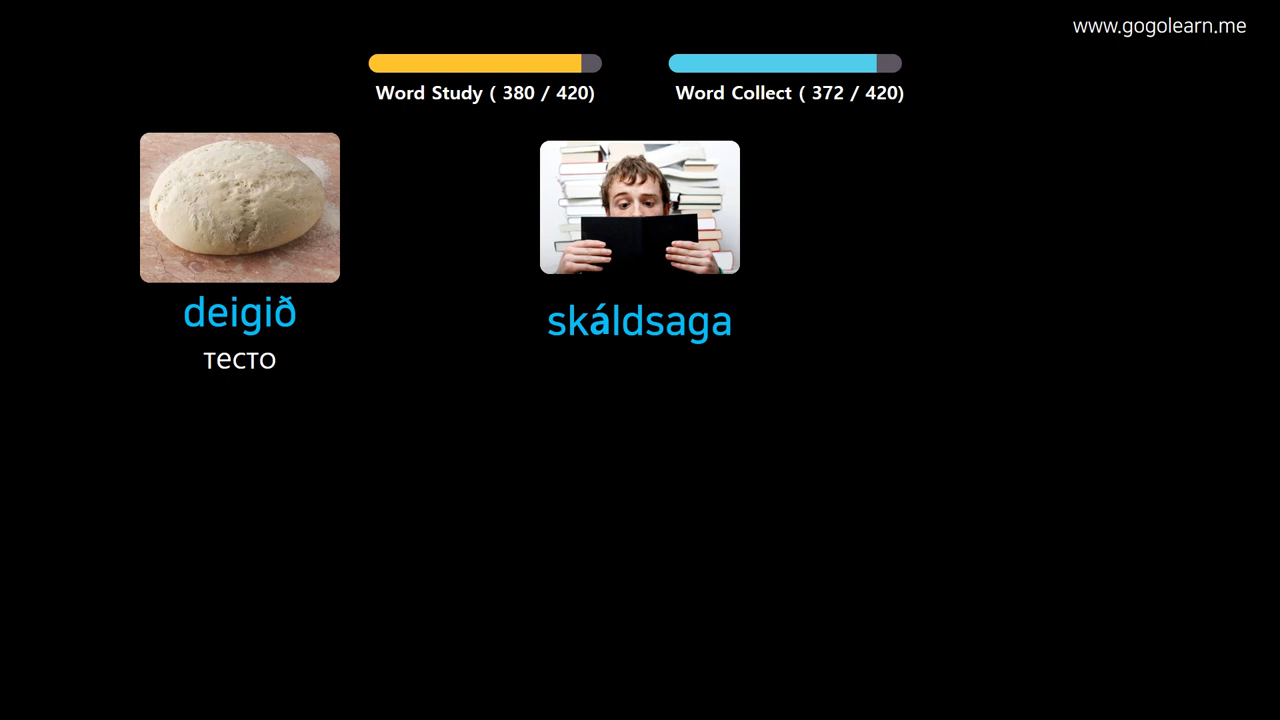 www.gogolearn.me
Word Study ( 380 / 420)
Word Collect ( 372 / 420)
deigið
тесто
skáldsaga